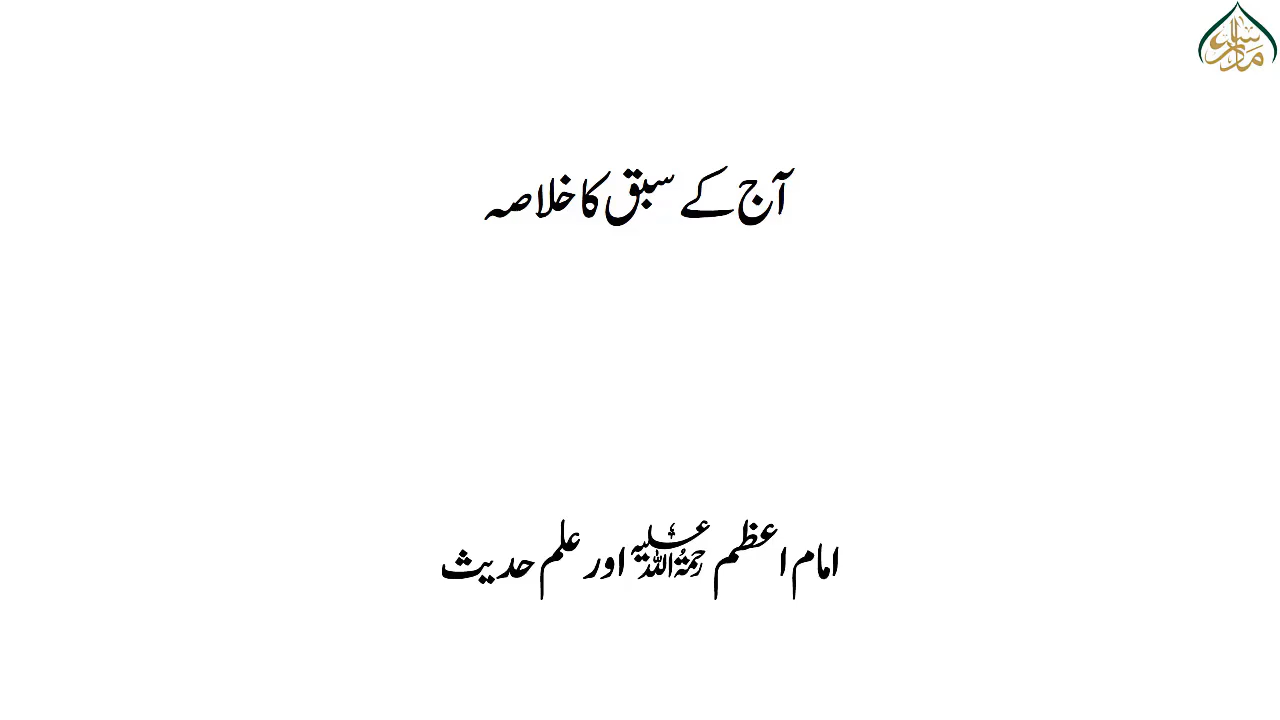 آج کے سبق کا خلاصہ
امام اعظم رحمۃ اللہ علیہ اور علم حدیث